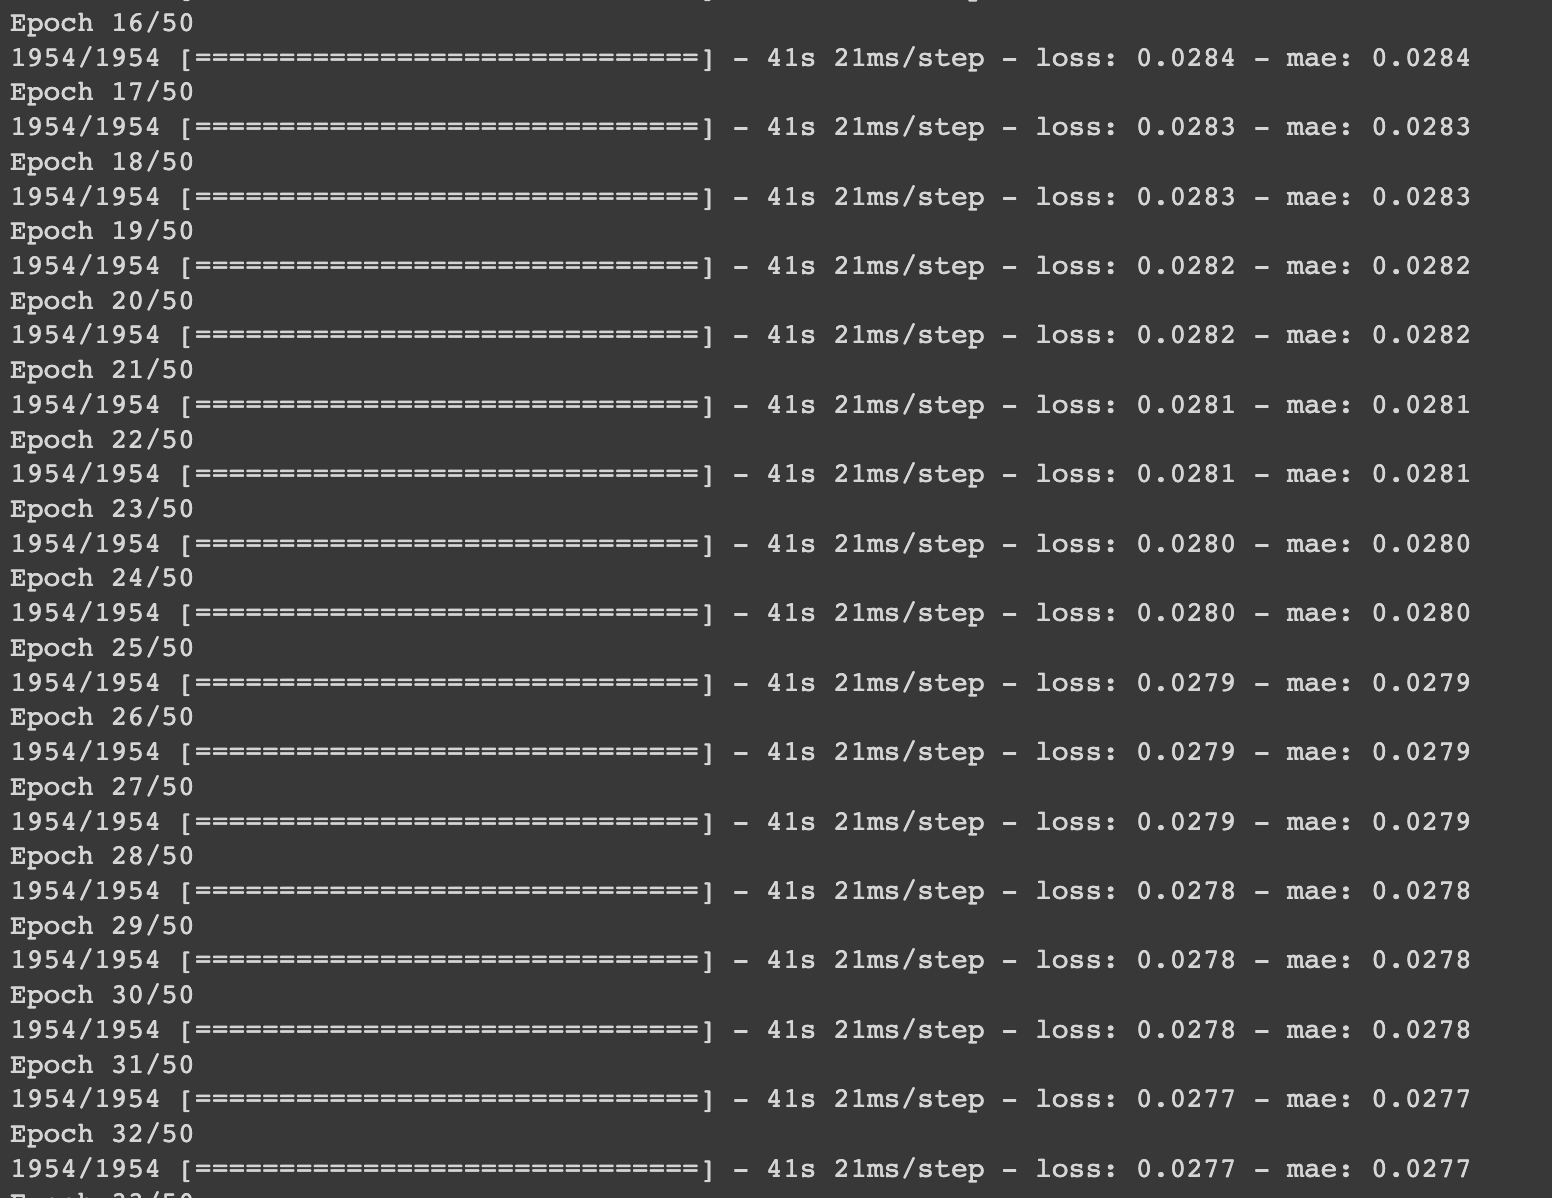 Epoch 16/50
1954/1954 [==============================] - 41s 21ms/step - loss: 0.0284 - mae: 0.0284
Epoch 17/50
1954/1954 [==============================] - 41s 21ms/step - loss: 0.0283 - mae: 0.0283
Epoch 18/50
1954/1954 [==============================] - 41s 21ms/step - loss: 0.0283 - mae: 0.0283
Epoch 19/50
1954/1954 [==============================] - 41s 21ms/step - loss: 0.0282 - mae: 0.0282
Epoch 20/50
1954/1954 [==============================] - 41s 21ms/step - loss: 0.0282 - mae: 0.0282
Epoch 21/50
1954/1954 [==============================] - 41s 21ms/step - loss: 0.0281 - mae: 0.0281
Epoch 22/50
1954/1954 [==============================] - 41s 21ms/step - loss: 0.0281 - mae: 0.0281
Epoch 23/50
1954/1954 [==============================] - 41s 21ms/step - loss: 0.0280 - mae: 0.0280
Epoch 24/50
1954/1954 [==============================] - 41s 21ms/step - loss: 0.0280 - mae: 0.0280
Epoch 25/50
1954/1954 [==============================] - 41s 21ms/step - loss: 0.0279 - mae: 0.0279
Epoch 26/50
1954/1954 [==============================] - 41s 21ms/step - loss: 0.0279 - mae: 0.0279
Epoch 27/50
1954/1954 [==============================] - 41s 21ms/step - loss: 0.0279 - mae: 0.0279
Epoch 28/50
1954/1954 [==============================] - 41s 21ms/step - loss: 0.0278 - mae: 0.0278
Epoch 29/50
1954/1954 [==============================] - 41s 21ms/step - loss: 0.0278 - mae: 0.0278
Epoch 30/50
1954/1954 [==============================] - 41s 21ms/step - loss: 0.0278 - mae: 0.0278
Epoch 31/50
1954/1954 [==============================] - 41s 21ms/step - loss: 0.0277 - mae: 0.0277
Epoch 32/50
1954/1954 [==============================] - 41s 21ms/step - loss: 0.0277 - mae: 0.0277